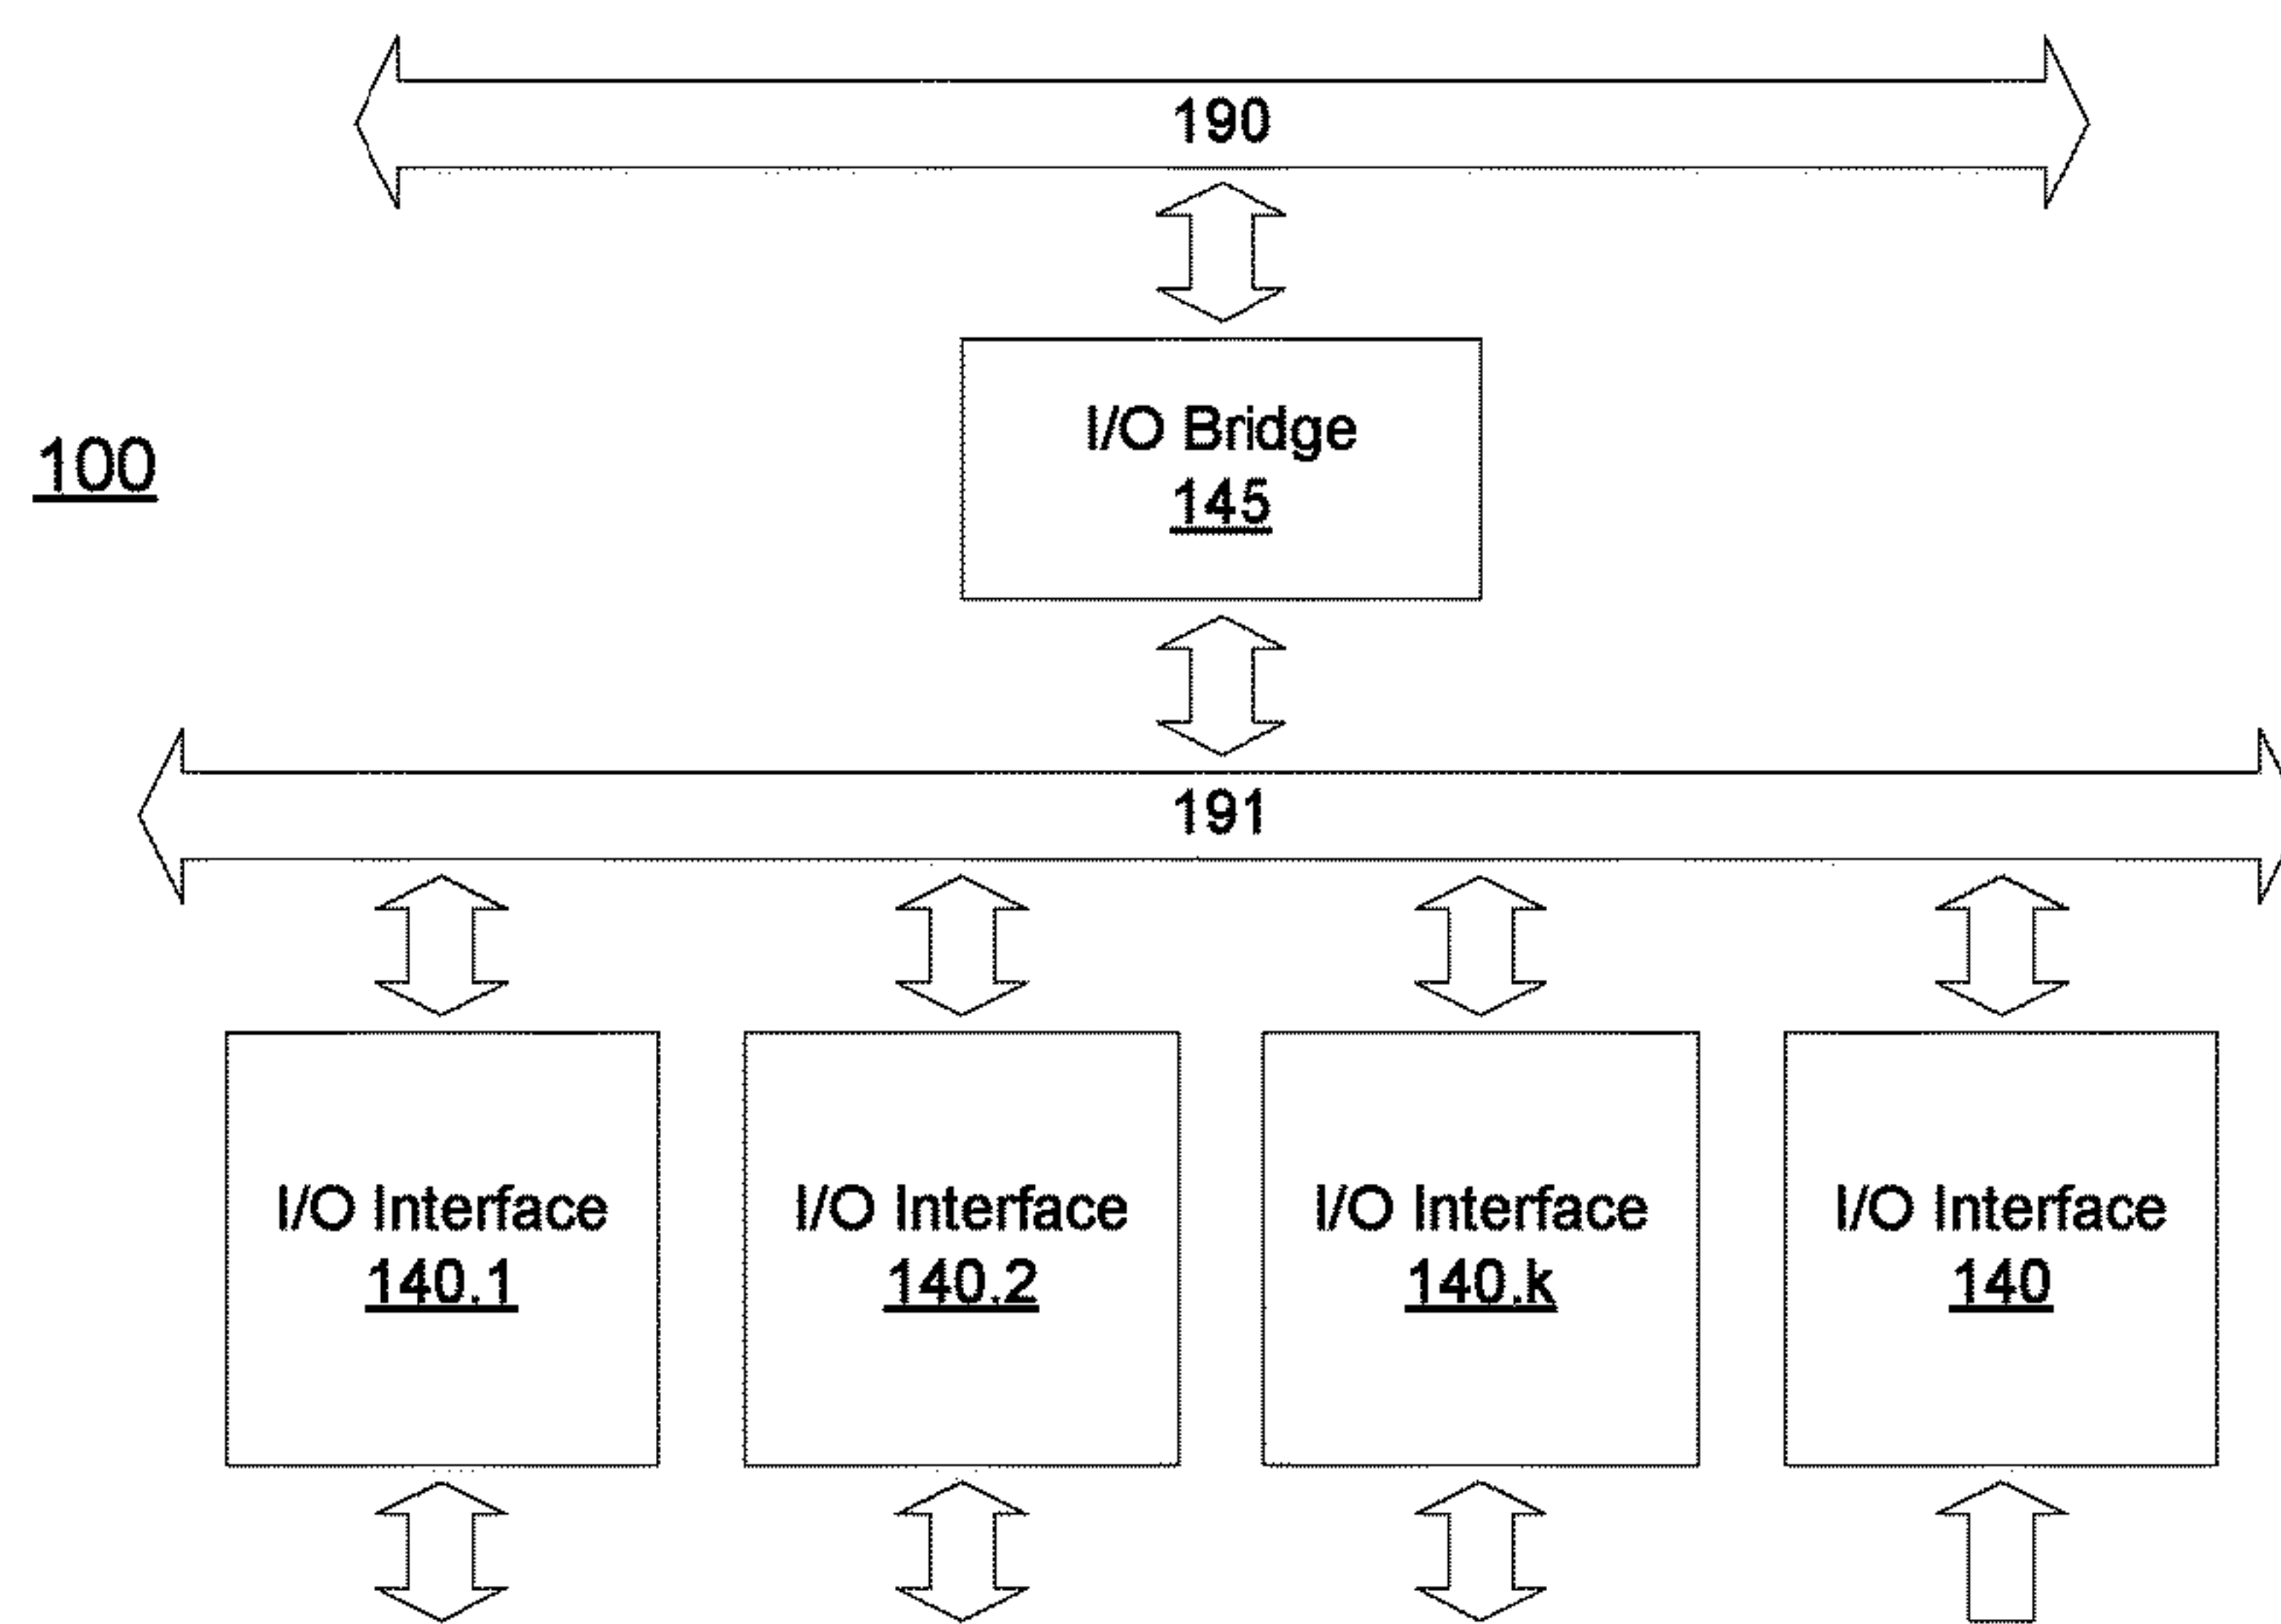 190
100
I/O Bridge
145
191
I/O Interface
140.1
I/O Interface
140.2
I/O Interface
140.k
I/O Interface
140